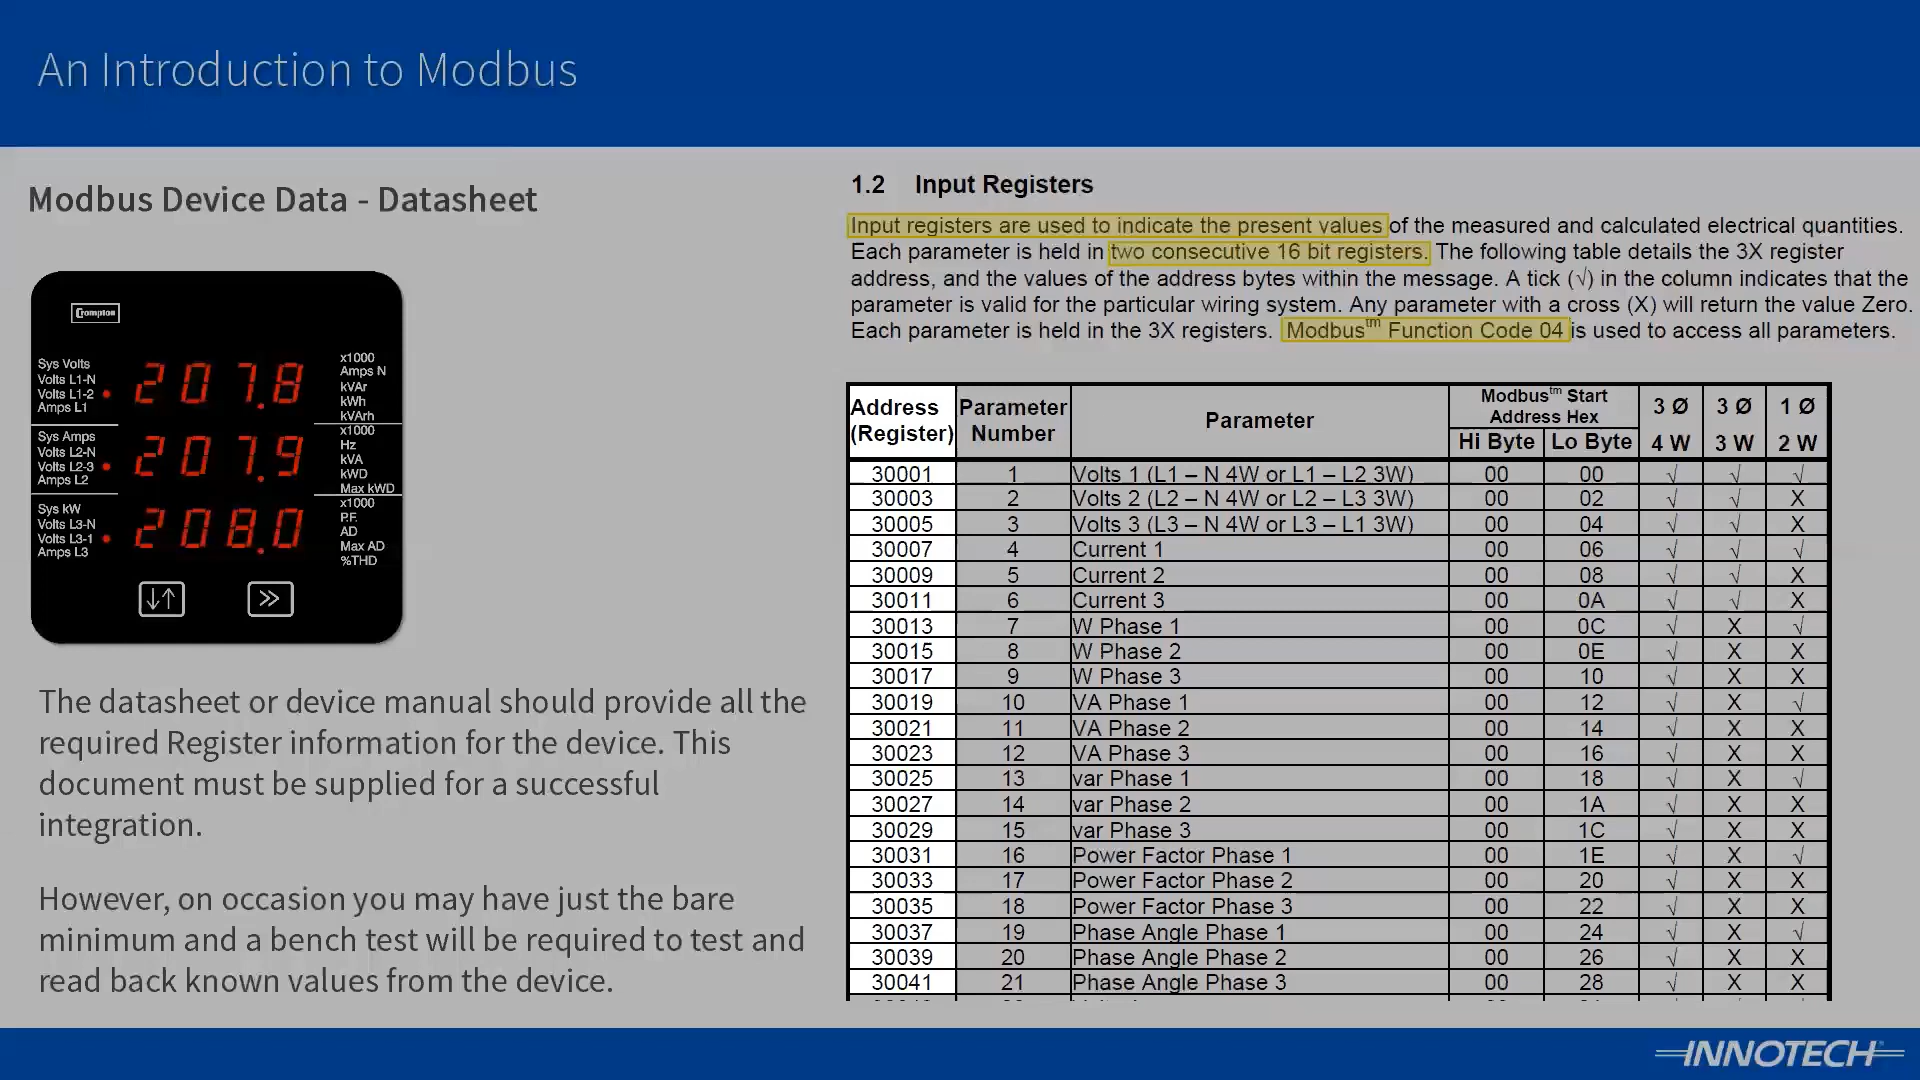 An Introduction to Modbus
Modbus Device Data - Datasheet
Crompton
Sys Volts
Volts L1-N
Volts L1-2
Amps L1
207.8
x1000
Amps N
kVAr
kWh
kVArh
Sys Amps
Volts L2-N
Volts L2-3
Amps L2
207.9
x1000
Hz
kVA
kWD
Max kWD
Sys kW
Volts L3-N
Volts L3-1
Amps L3
208.0
x1000
P.F.
AD
Max AD
%THD
The datasheet or device manual should provide all the
required Register information for the device. This
document must be supplied for a successful
integration.
However, on occasion you may have just the bare
minimum and a bench test will be required to test and
read back known values from the device.
1.2 Input Registers
Input registers are used to indicate the present values of the measured and calculated electrical quantities.
Each parameter is held in two consecutive 16 bit registers. The following table details the 3X register
address, and the values of the address bytes within the message. A tick (√) in the column indicates that the
parameter is valid for the particular wiring system. Any parameter with a cross (X) will return the value Zero.
Each parameter is held in the 3X registers. Modbus™ Function Code 04 is used to access all parameters.
Address (Register) Parameter Number Parameter Modbus™ Start Address Hex 3 Ø 3 Ø 1 Ø
Hi Byte Lo Byte 4 W 3 W 2 W
30001 1 Volts 1 (L1 – N 4W or L1 – L2 3W) 00 00 √ √ √
30003 2 Volts 2 (L2 – N 4W or L2 – L3 3W) 00 02 √ √ X
30005 3 Volts 3 (L3 – N 4W or L3 – L1 3W) 00 04 √ √ X
30007 4 Current 1 00 06 √ √ √
30009 5 Current 2 00 08 √ √ X
30011 6 Current 3 00 0A √ √ X
30013 7 W Phase 1 00 0C √ X √
30015 8 W Phase 2 00 0E √ X X
30017 9 W Phase 3 00 10 √ X X
30019 10 VA Phase 1 00 12 √ X √
30021 11 VA Phase 2 00 14 √ X X
30023 12 VA Phase 3 00 16 √ X X
30025 13 var Phase 1 00 18 √ X √
30027 14 var Phase 2 00 1A √ X X
30029 15 var Phase 3 00 1C √ X X
30031 16 Power Factor Phase 1 00 1E √ X √
30033 17 Power Factor Phase 2 00 20 √ X X
30035 18 Power Factor Phase 3 00 22 √ X X
30037 19 Phase Angle Phase 1 00 24 √ X √
30039 20 Phase Angle Phase 2 00 26 √ X X
30041 21 Phase Angle Phase 3 00 28 √ X X
INNOTECH